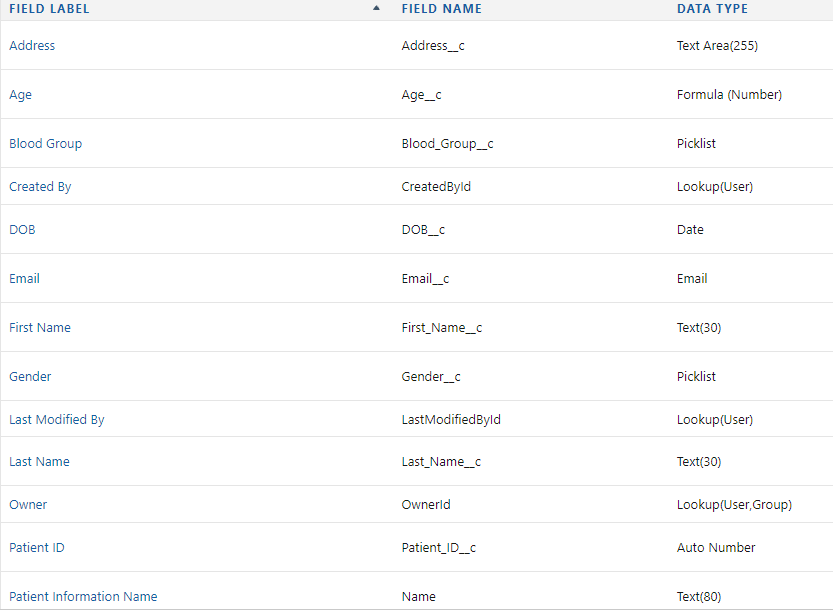 FIELD LABEL FIELD NAME DATA TYPE
Address Address__c Text Area(255)
Age Age__c Formula (Number)
Blood Group Blood_Group__c Picklist
Created By CreatedById Lookup(User)
DOB DOB__c Date
Email Email__c Email
First Name First_Name__c Text(30)
Gender Gender__c Picklist
Last Modified By LastModifiedById Lookup(User)
Last Name Last_Name__c Text(30)
Owner OwnerId Lookup(User,Group)
Patient ID Patient_ID__c Auto Number
Patient Information Name Name Text(80)